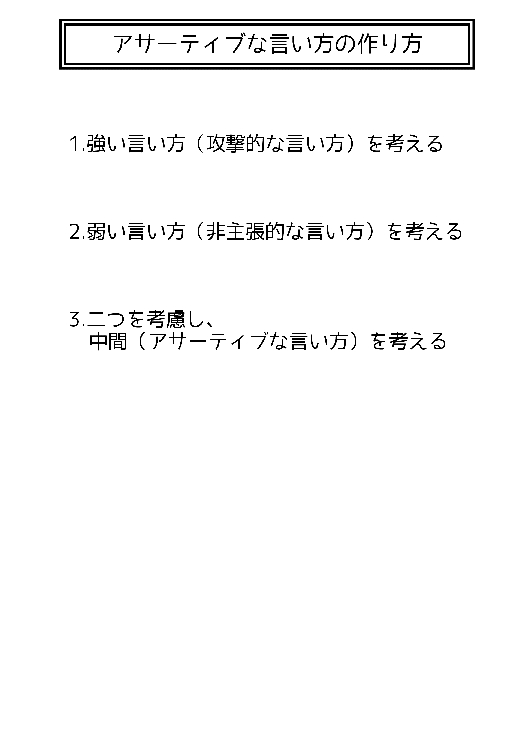 アサーティブな言い方の作り方
1.強い言い方（攻撃的な言い方）を考える
2.弱い言い方（非主張的な言い方）を考える
3.二つを考慮し、
中間（アサーティブな言い方）を考える